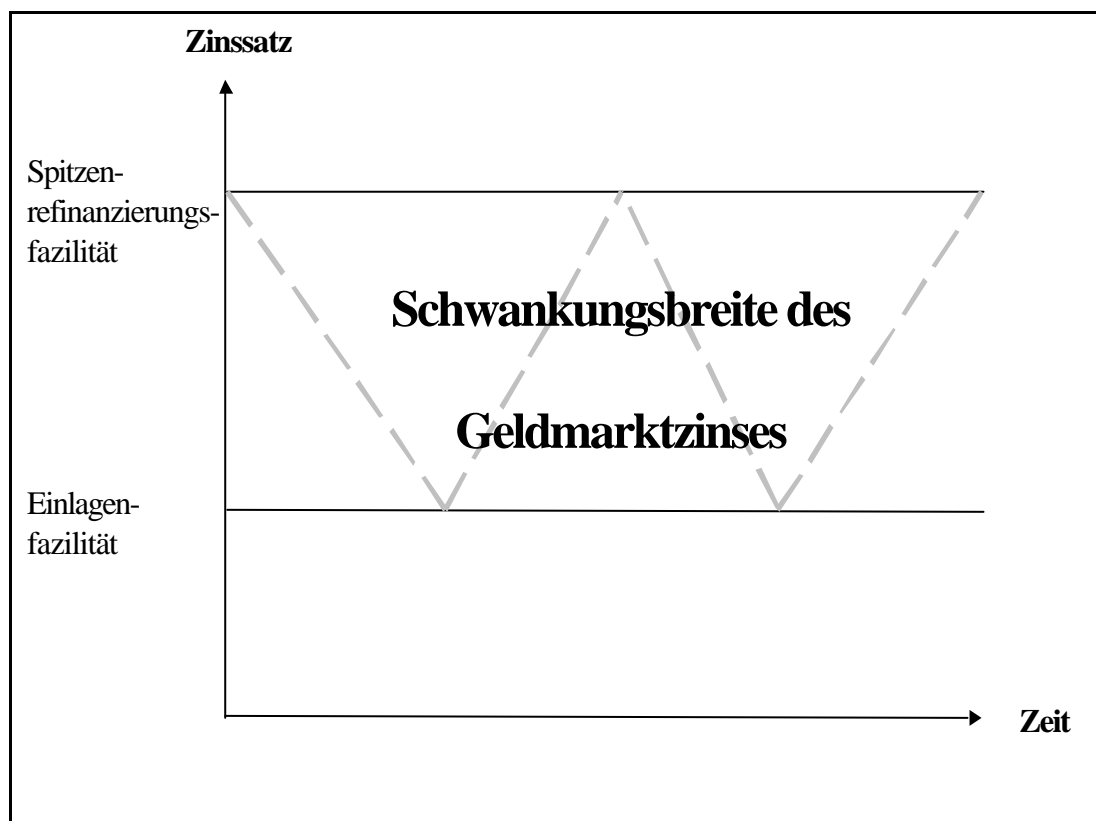 Zinssatz
Spitzen-
refinanzierungs-
fazilität
Schwankungsbreite des
Geldmarktzinses
Einlagen-
fazilität
Zeit